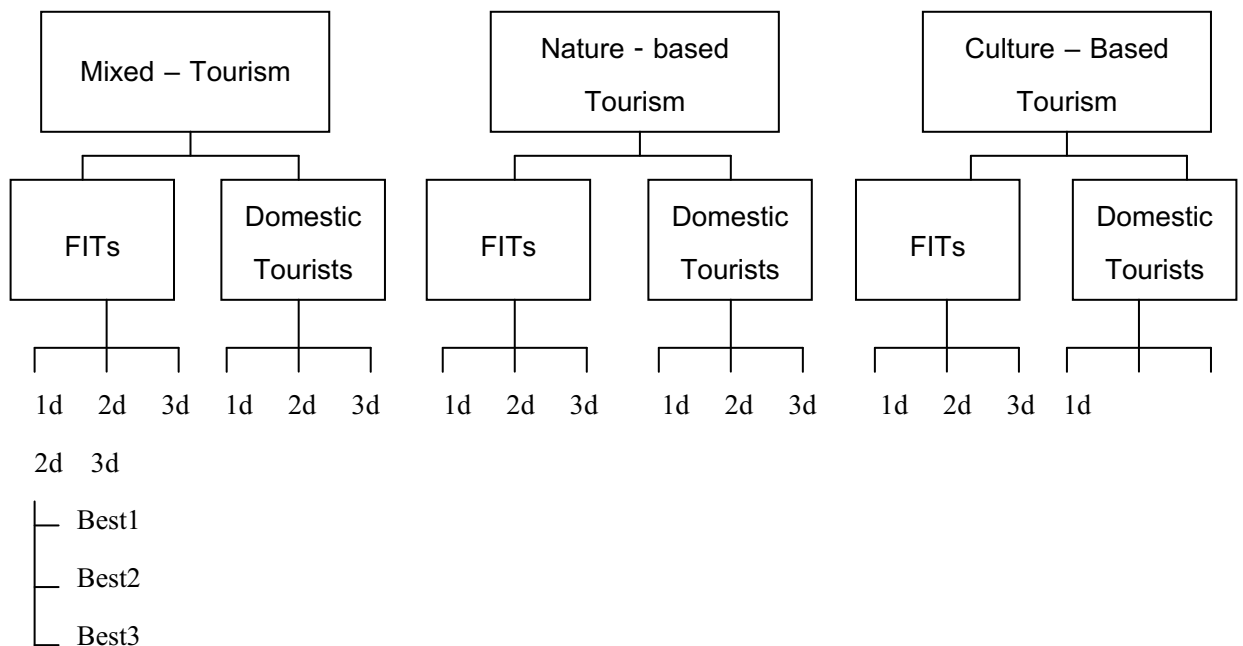 Mixed – Tourism
Nature - based
Tourism
Culture – Based
Tourism
FITs
Domestic
Tourists
FITs
Domestic
Tourists
FITs
Domestic
Tourists
1d 2d 3d 1d 2d 3d 1d 2d 3d 1d 2d 3d 1d 2d 3d 1d
2d 3d
Best1
Best2
Best3